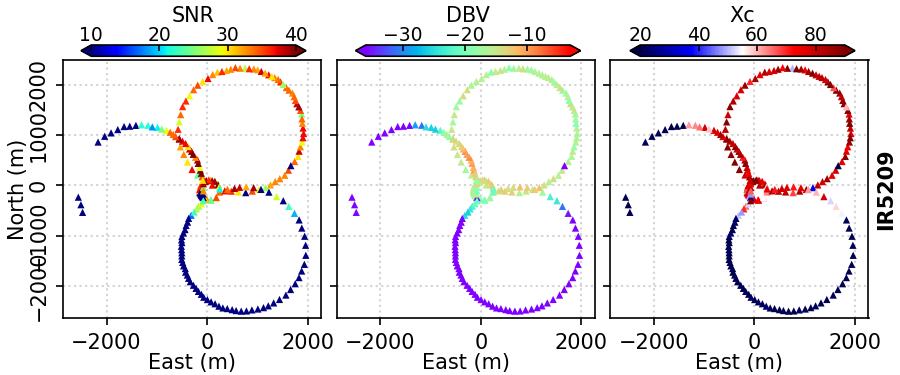 SNR
10 20 30 40
DBV
−30 −20 −10
Xc
20 40 60 80
North (m)
2000
1000
0
−1000
−2000
−2000 0 2000
East (m)
−2000 0 2000
East (m)
−2000 0 2000
East (m)
IR5209